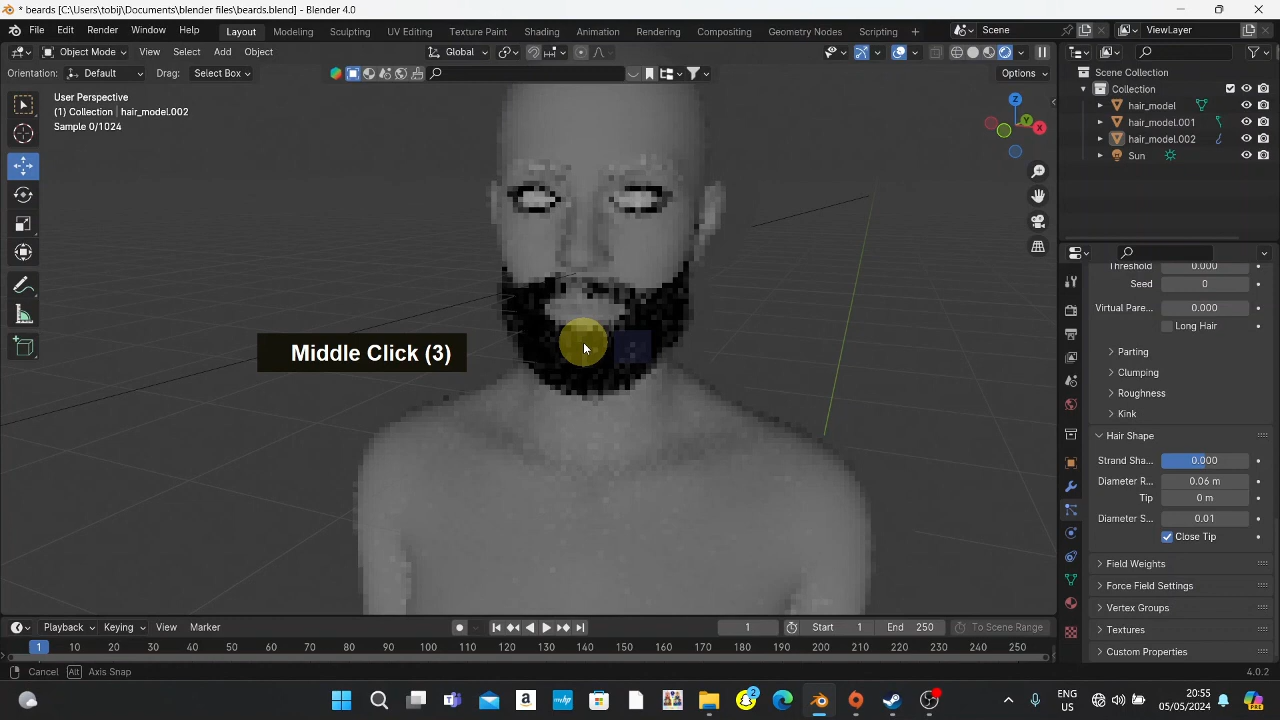 * beards [C:\Users\tobij\Documents\blender files\beards.blend] - Blender 4.0
File Edit Render Window Help Layout Modeling Sculpting UV Editing Texture Paint Shading Animation Rendering Compositing Geometry Nodes Scripting Scene ViewLayer
Object Mode View Select Add Object Global
Orientation: Default Drag: Select Box Options
User Perspective
(1) Collection | hair_model.002
Sample 0/1024
Z
Y
X
Scene Collection
Collection
hair_model
hair_model.001
hair_model.002
Sun
Middle Click (3)
Threshold 0.000
Seed 0
Virtual Pare... 0.000
Long Hair
Parting
Clumping
Roughness
Kink
Hair Shape
Strand Sha... 0.000
Diameter R... 0.06 m
Tip 0 m
Diameter S... 0.01
Close Tip
Field Weights
Force Field Settings
Vertex Groups
Textures
Custom Properties
Playback Keying View Marker 1 Start 1 End 250 To Scene Range
1 10 20 30 40 50 60 70 80 90 100 110 120 130 140 150 160 170 180 190 200 210 220 230 240 250
Cancel Alt Axis Snap 4.0.2
ENG
US
20:55
05/05/2024